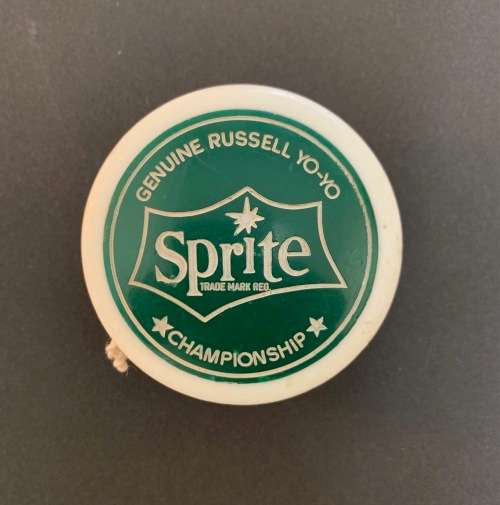 GENUINE RUSSELL YO-YO
Sprite
TRADE MARK REG.
CHAMPIONSHIP